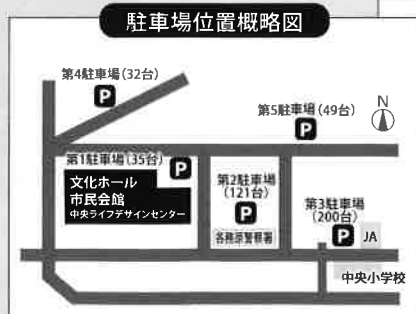 駐車場位置概略図
第4駐車場(32台)
P
第5駐車場(49台)
P
N
第1駐車場(35台)
P
文化ホール
市民会館
中央ライフデザインセンター
第2駐車場
(121台)
P
各務原警察署
第3駐車場
(200台)
P
JA
中央小学校